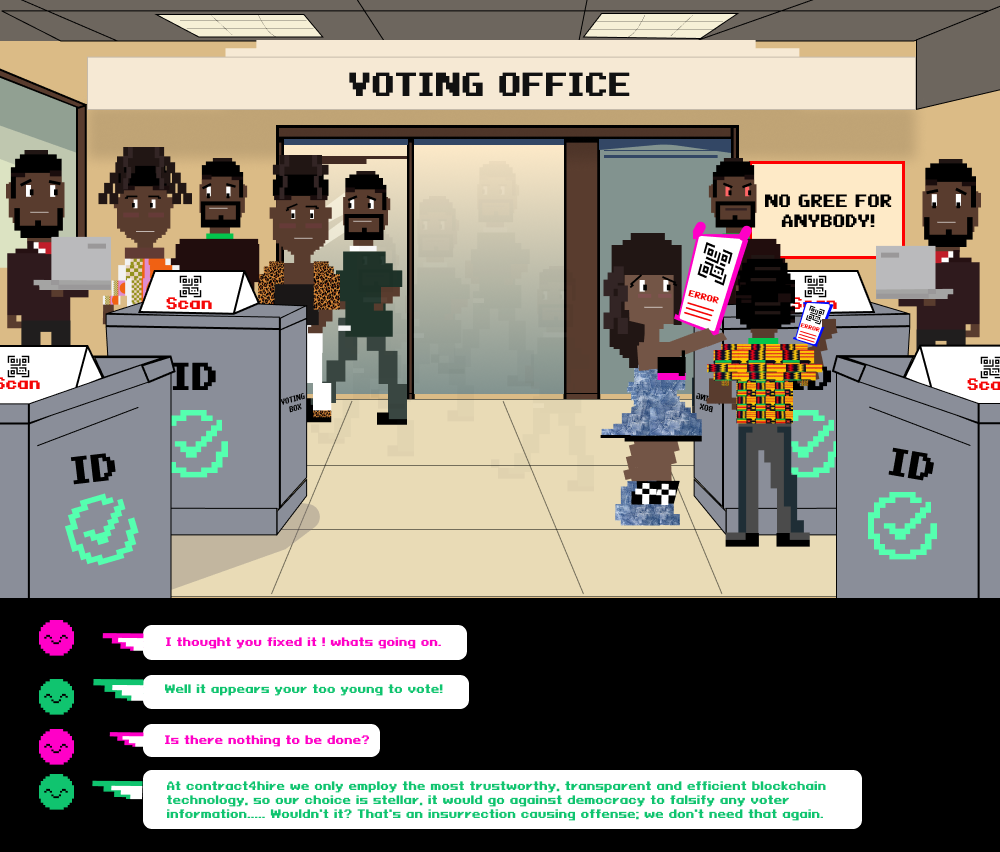 VOTING OFFICE
NO GREE FOR
ANYBODY!
ERROR
Scan
Scan
ERROR
Scan
Scan
ID
VOTING
BOX
VOTING
BOX
ID
ID
I thought you fixed it ! whats going on.
Well it appears your too young to vote!
Is there nothing to be done?
At contract4hire we only employ the most trustworthy, transparent and efficient blockchain
technology, so our choice is stellar, it would go against democracy to falsify any voter
information..... Wouldn't it? That's an insurrection causing offense; we don't need that again.